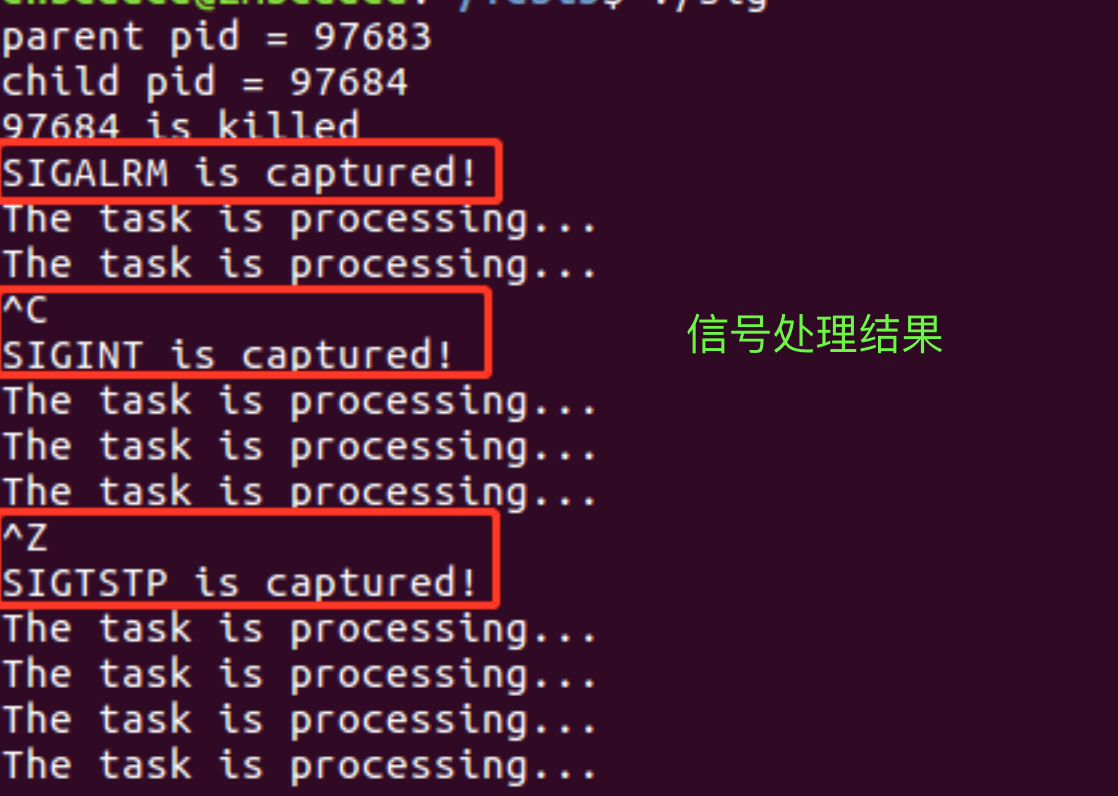 parent pid = 97683
child pid = 97684
97684 is killed
SIGALRM is captured!
The task is processing...
The task is processing...
^C
SIGINT is captured!
信号处理结果
The task is processing...
The task is processing...
The task is processing...
^Z
SIGTSTP is captured!
The task is processing...
The task is processing...
The task is processing...
The task is processing...